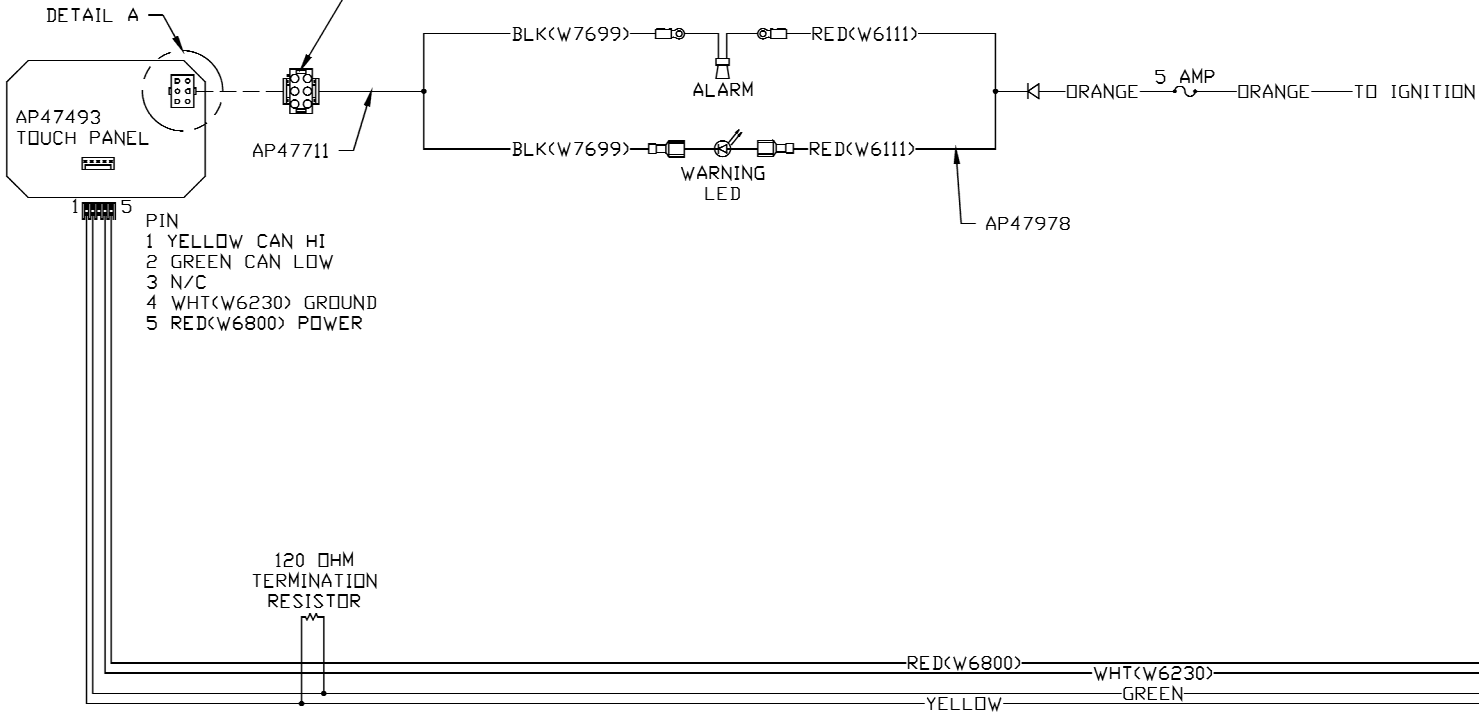 DETAIL A
BLK(W7699)
RED(W6111)
ALARM
5 AMP
ORANGE
ORANGE
TO IGNITION
AP47493
TOUCH PANEL
AP47711
BLK(W7699)
RED(W6111)
WARNING
LED
AP47978
1
5
PIN
1 YELLOW CAN HI
2 GREEN CAN LOW
3 N/C
4 WHT(W6230) GROUND
5 RED(W6800) POWER
120 OHM
TERMINATION
RESISTOR
RED(W6800)
WHT(W6230)
GREEN
YELLOW